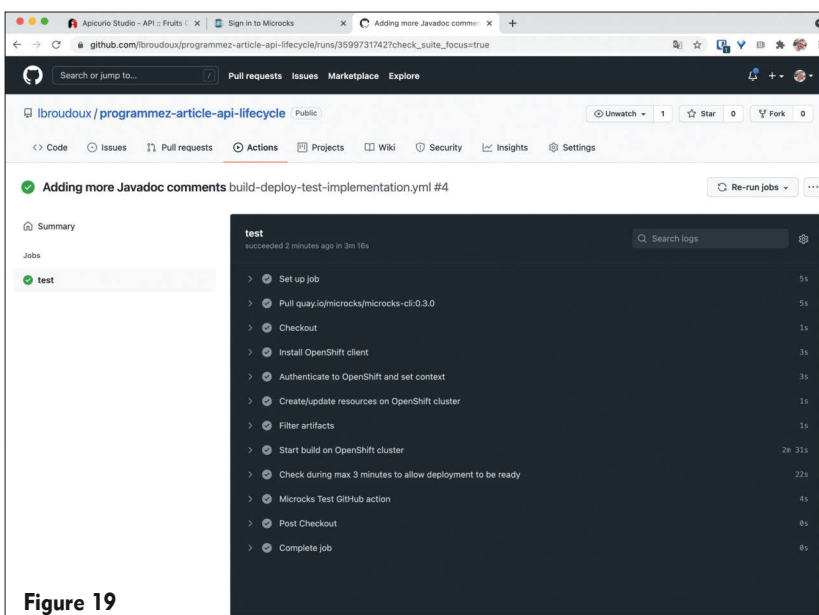 Apicurio Studio - API :: Fruits
Sign in to Microcks
Adding more Javadoc commen
github.com/lbroudoux/programmez-article-api-lifecycle/runs/3599731742?check_suite_focus=true
Search or jump to...
/
Pull requests Issues Marketplace Explore
lbroudoux / programmez-article-api-lifecycle Public
Unwatch 1 Star 0 Fork 0
Code Issues Pull requests Actions Projects Wiki Security Insights Settings
Adding more Javadoc comments build-deploy-test-implementation.yml #4
Re-run jobs
Summary
Jobs
test
test
succeeded 2 minutes ago in 3m 16s
Search logs
Set up job 5s
Pull quay.io/microcks/microcks-cli:0.3.0 5s
Checkout 1s
Install OpenShift client 3s
Authenticate to OpenShift and set context 3s
Create/update resources on OpenShift cluster 1s
Filter artifacts 1s
Start build on OpenShift cluster 2m 31s
Check during max 3 minutes to allow deployment to be ready 22s
Microcks Test GitHub action 4s
Post Checkout 0s
Complete job 0s
Figure 19